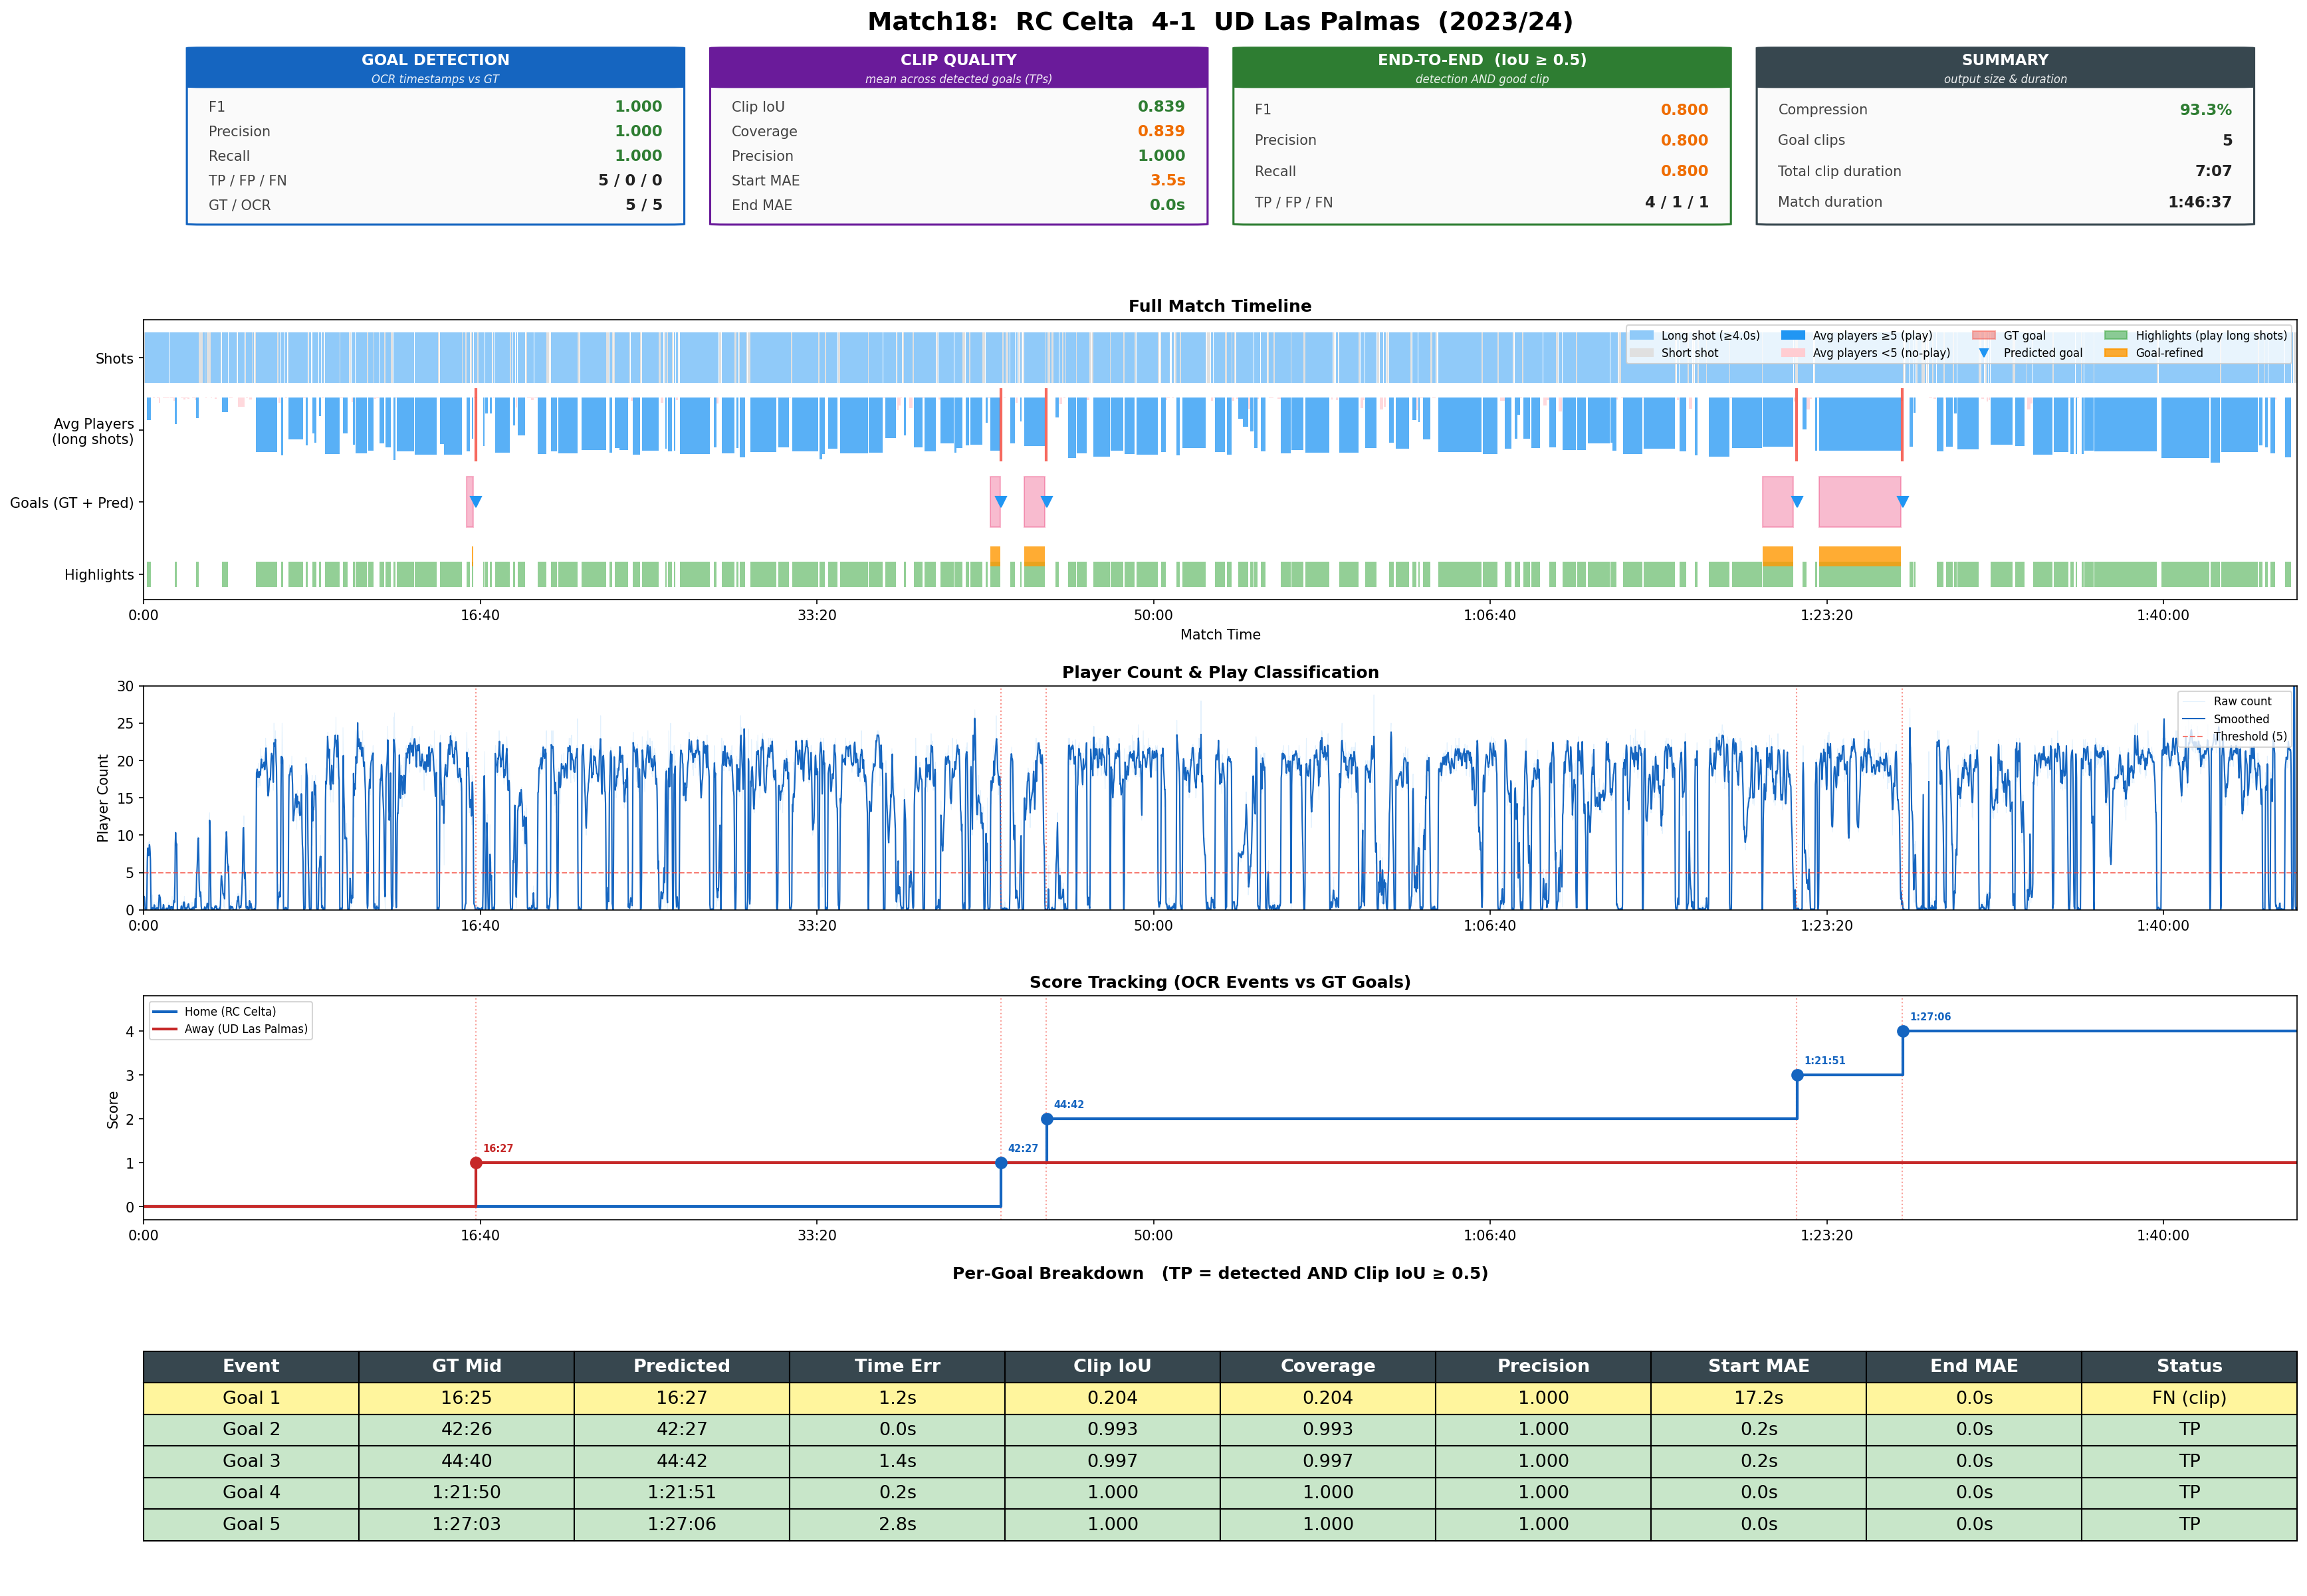 Match18:  RC Celta  4-1  UD Las Palmas  (2023/24)
GOAL DETECTION
OCR timestamps vs GT
F1 1.000
Precision 1.000
Recall 1.000
TP / FP / FN 5 / 0 / 0
GT / OCR 5 / 5
CLIP QUALITY
mean across detected goals (TPs)
Clip IoU 0.839
Coverage 0.839
Precision 1.000
Start MAE 3.5s
End MAE 0.0s
END-TO-END  (IoU ≥ 0.5)
detection AND good clip
F1 0.800
Precision 0.800
Recall 0.800
TP / FP / FN 4 / 1 / 1
SUMMARY
output size & duration
Compression 93.3%
Goal clips 5
Total clip duration 7:07
Match duration 1:46:37
Full Match Timeline
Long shot (≥4.0s) Avg players ≥5 (play) GT goal Highlights (play long shots)
Short shot Avg players <5 (no-play) Predicted goal Goal-refined
Shots
Avg Players
(long shots)
Goals (GT + Pred)
Highlights
0:00 16:40 33:20 50:00 1:06:40 1:23:20 1:40:00
Match Time
Player Count & Play Classification
Raw count
Smoothed
Threshold (5)
Player Count
30
25
20
15
10
5
0
0:00 16:40 33:20 50:00 1:06:40 1:23:20 1:40:00
Score Tracking (OCR Events vs GT Goals)
Home (RC Celta)
Away (UD Las Palmas)
Score
4
3
2
1
0
16:27
42:27
44:42
1:21:51
1:27:06
0:00 16:40 33:20 50:00 1:06:40 1:23:20 1:40:00
Per-Goal Breakdown   (TP = detected AND Clip IoU ≥ 0.5)
Event GT Mid Predicted Time Err Clip IoU Coverage Precision Start MAE End MAE Status
Goal 1 16:25 16:27 1.2s 0.204 0.204 1.000 17.2s 0.0s FN (clip)
Goal 2 42:26 42:27 0.0s 0.993 0.993 1.000 0.2s 0.0s TP
Goal 3 44:40 44:42 1.4s 0.997 0.997 1.000 0.2s 0.0s TP
Goal 4 1:21:50 1:21:51 0.2s 1.000 1.000 1.000 0.0s 0.0s TP
Goal 5 1:27:03 1:27:06 2.8s 1.000 1.000 1.000 0.0s 0.0s TP